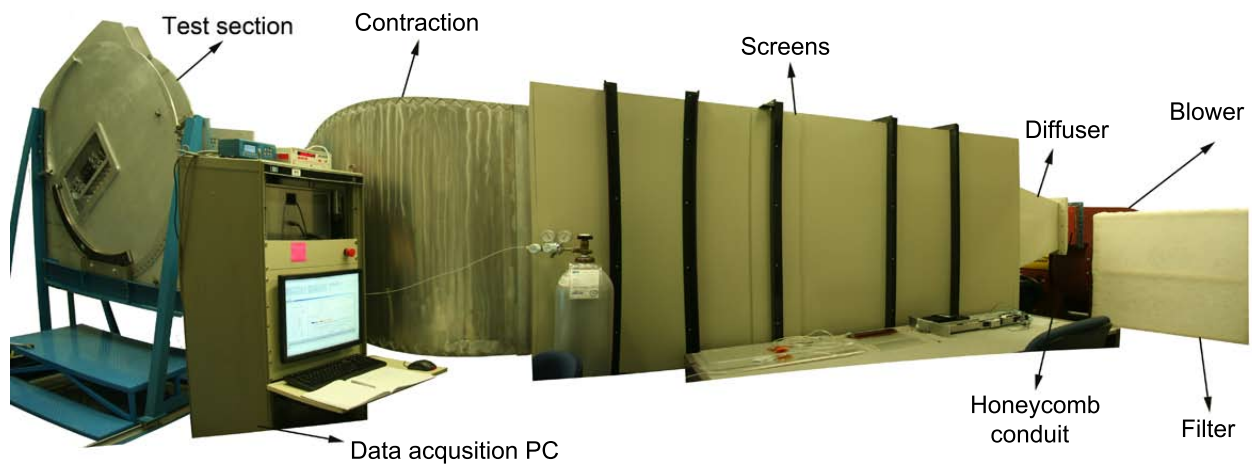 Test section
Contraction
Screens
Diffuser
Blower
Honeycomb
conduit
Filter
Data acqusition PC